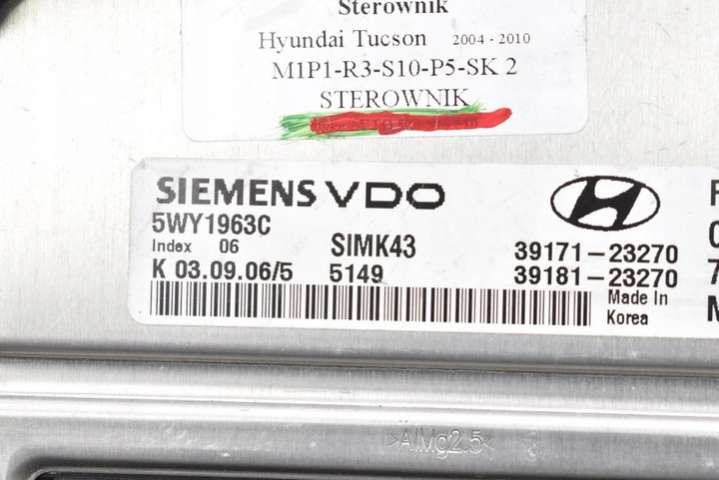 Sterownik
Hyundai Tucson 2004 - 2010
M1P1-R3-S10-P5-SK 2
STEROWNIK
SIEMENS VDO
5WY1963C
Index 06 SIMK43 39171-23270
K 03.09.06/5 5149 39181-23270
Made In
Korea
>AlMg2.5<